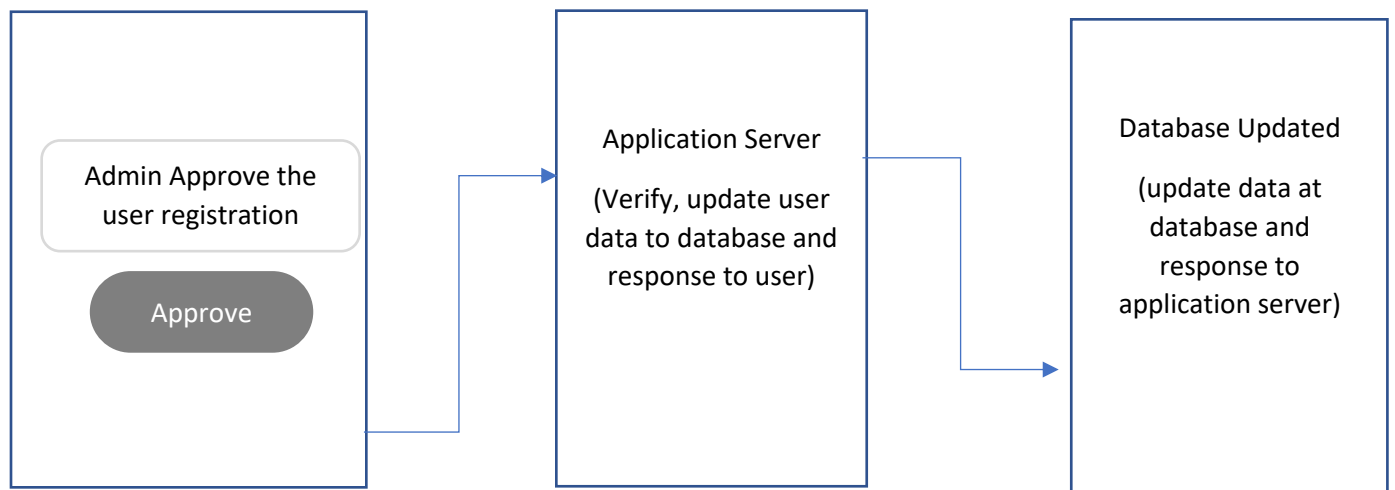 Admin Approve the
user registration
Approve
Application Server
(Verify, update user
data to database and
response to user)
Database Updated
(update data at
database and
response to
application server)